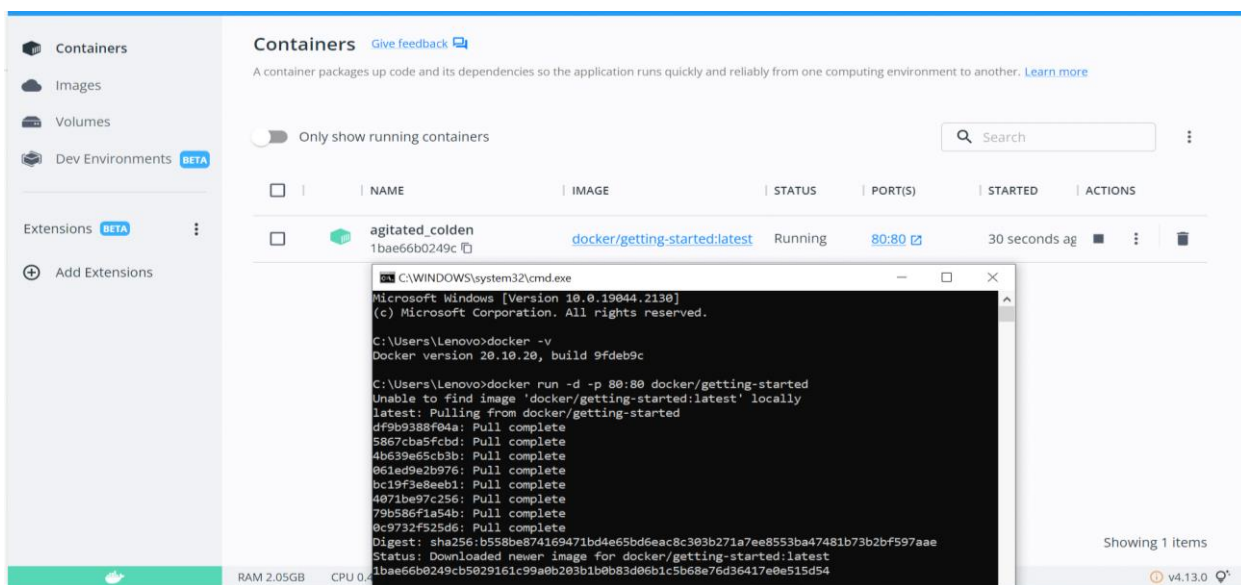 Containers
Images
Volumes
Dev Environments BETA
Extensions BETA
Add Extensions
Containers Give feedback
A container packages up code and its dependencies so the application runs quickly and reliably from one computing environment to another. Learn more
Only show running containers
Search
NAME IMAGE STATUS PORT(S) STARTED ACTIONS
agitated_colden
1bae66b0249c
docker/getting-started:latest Running 80:80 30 seconds ag
C:\WINDOWS\system32\cmd.exe
Microsoft Windows [Version 10.0.19044.2130]
(c) Microsoft Corporation. All rights reserved.
C:\Users\Lenovo>docker -v
Docker version 20.10.20, build 9fdeb9c
C:\Users\Lenovo>docker run -d -p 80:80 docker/getting-started
Unable to find image 'docker/getting-started:latest' locally
latest: Pulling from docker/getting-started
df9b9388f04a: Pull complete
5867cba5fcbd: Pull complete
4b639e65cb3b: Pull complete
061ed9e2b976: Pull complete
bc19f3e8eeb1: Pull complete
4071be97c256: Pull complete
79b586f1a54b: Pull complete
0c9732f525d6: Pull complete
Digest: sha256:b558be874169471bd4e65bd6eac8c303b271a7ee8553ba47481b73b2bf597aae
Status: Downloaded newer image for docker/getting-started:latest
1bae66b0249cb5029161c99a0b203b1b0b83d06b1c5b68e76d36417e0e515d54
Showing 1 items
RAM 2.05GB CPU 0.4
v4.13.0